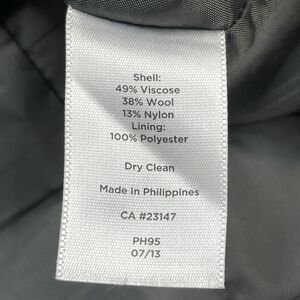 Shell:
49% Viscose
38% Wool
13% Nylon
Lining:
100% Polyester
Dry Clean
Made in Philippines
CA #23147
PH95
07/13